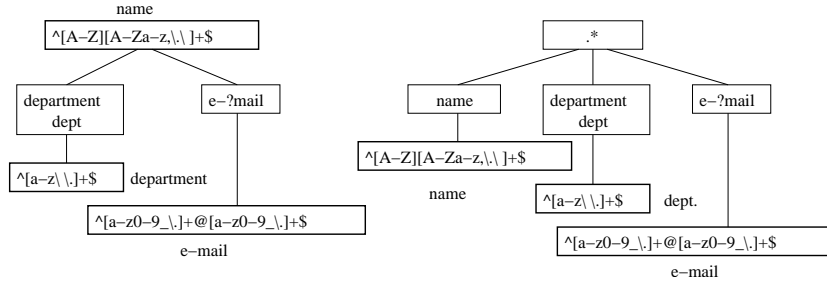 name
^[A-Z][A-Za-z,\.\ ]+$
department
dept
e-?mail
^[a-z\ \.]+$
department
^[a-z0-9_\.]+@[a-z0-9_\.]+$
e-mail
.*
name
department
dept
e-?mail
^[A-Z][A-Za-z,\.\ ]+$
name
^[a-z\ \.]+$
dept.
^[a-z0-9_\.]+@[a-z0-9_\.]+$
e-mail